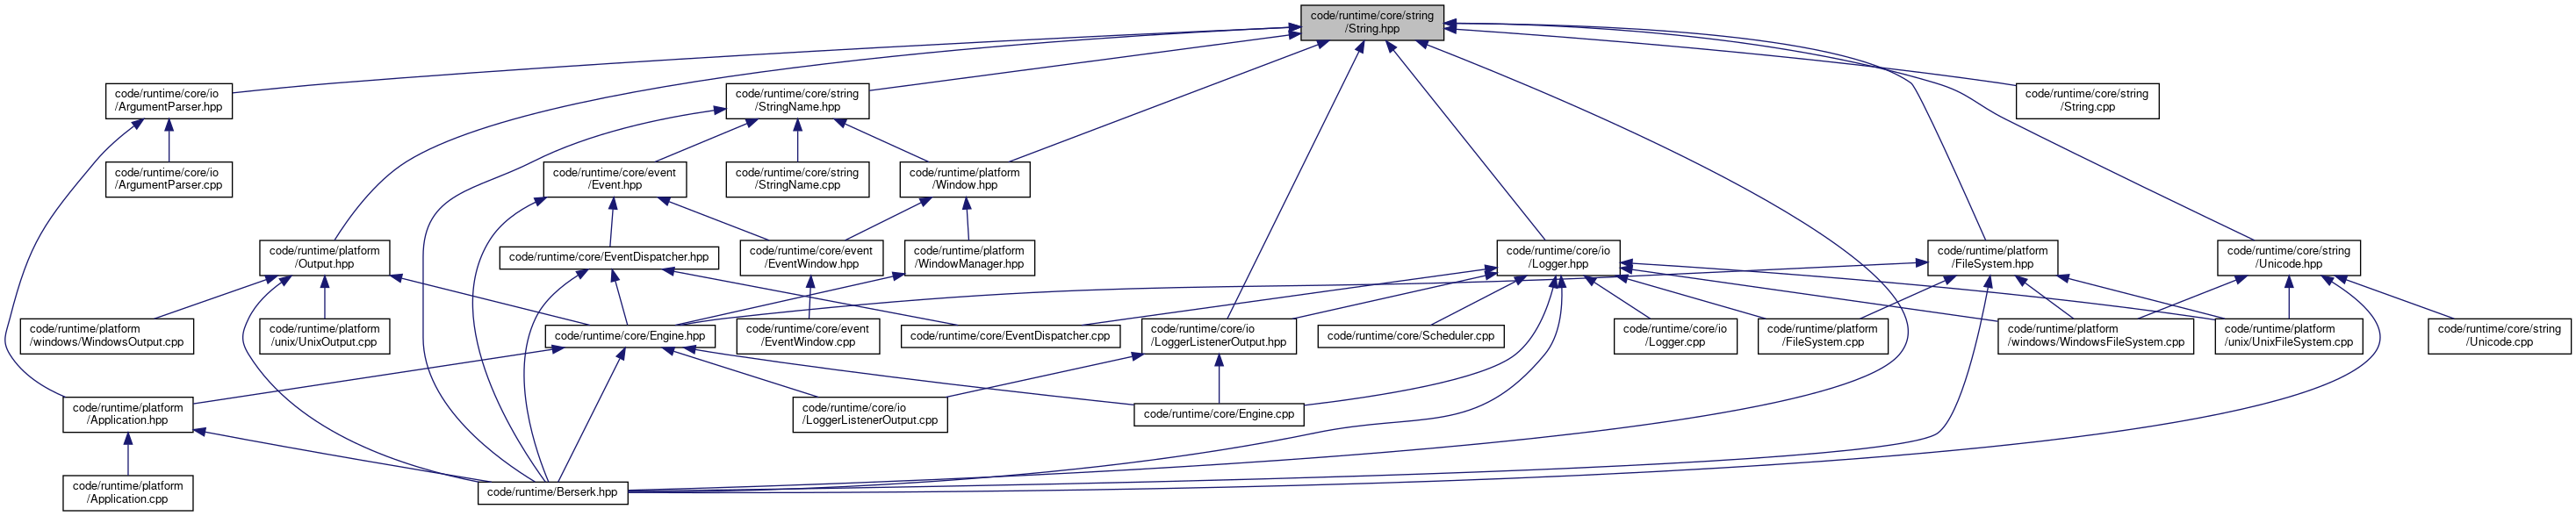 code/runtime/core/string
/String.hpp
code/runtime/core/io
/ArgumentParser.hpp
code/runtime/core/string
/StringName.hpp
code/runtime/core/string
/String.cpp
code/runtime/core/io
/ArgumentParser.cpp
code/runtime/core/event
/Event.hpp
code/runtime/core/string
/StringName.cpp
code/runtime/platform
/Window.hpp
code/runtime/platform
/Output.hpp
code/runtime/core/EventDispatcher.hpp
code/runtime/core/event
/EventWindow.hpp
code/runtime/platform
/WindowManager.hpp
code/runtime/core/io
/Logger.hpp
code/runtime/platform
/FileSystem.hpp
code/runtime/core/string
/Unicode.hpp
code/runtime/platform
/windows/WindowsOutput.cpp
code/runtime/platform
/unix/UnixOutput.cpp
code/runtime/core/Engine.hpp
code/runtime/core/event
/EventWindow.cpp
code/runtime/core/EventDispatcher.cpp
code/runtime/core/io
/LoggerListenerOutput.hpp
code/runtime/core/Scheduler.cpp
code/runtime/core/io
/Logger.cpp
code/runtime/platform
/FileSystem.cpp
code/runtime/platform
/windows/WindowsFileSystem.cpp
code/runtime/platform
/unix/UnixFileSystem.cpp
code/runtime/core/string
/Unicode.cpp
code/runtime/platform
/Application.hpp
code/runtime/core/io
/LoggerListenerOutput.cpp
code/runtime/core/Engine.cpp
code/runtime/platform
/Application.cpp
code/runtime/Berserk.hpp